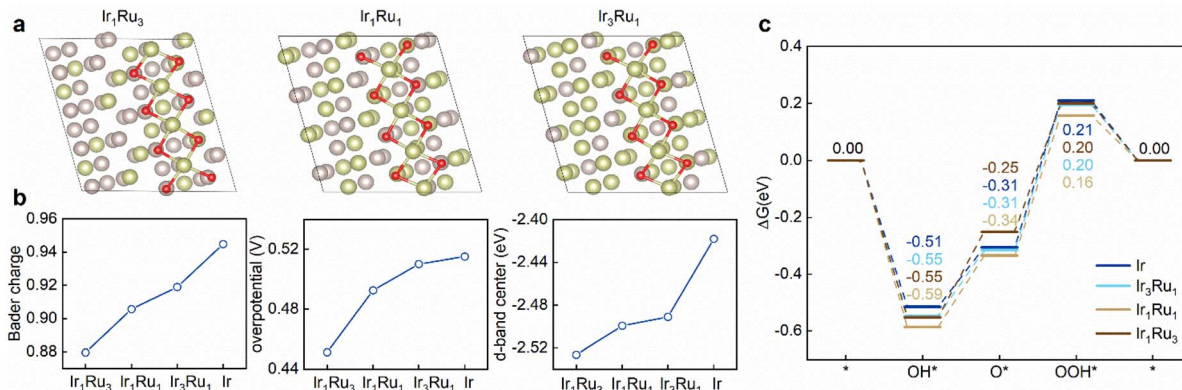 a
Ir₁Ru₃
Ir₁Ru₁
Ir₃Ru₁
b
Bader charge
0.96
0.94
0.92
0.90
0.88
Ir₁Ru₃ Ir₁Ru₁ Ir₃Ru₁ Ir
overpotential (V)
0.52
0.48
0.44
Ir₁Ru₃ Ir₁Ru₁ Ir₃Ru₁ Ir
d-band center (eV)
-2.40
-2.44
-2.48
-2.52
Ir₁Ru₃ Ir₁Ru₁ Ir₃Ru₁ Ir
c
ΔG(eV)
0.4
0.2
0.0
-0.2
-0.4
-0.6
0.00
-0.51
-0.55
-0.55
-0.59
-0.25
-0.31
-0.31
-0.34
0.21
0.20
0.20
0.16
0.00
Ir
Ir₃Ru₁
Ir₁Ru₁
Ir₁Ru₃
* OH* O* OOH* *